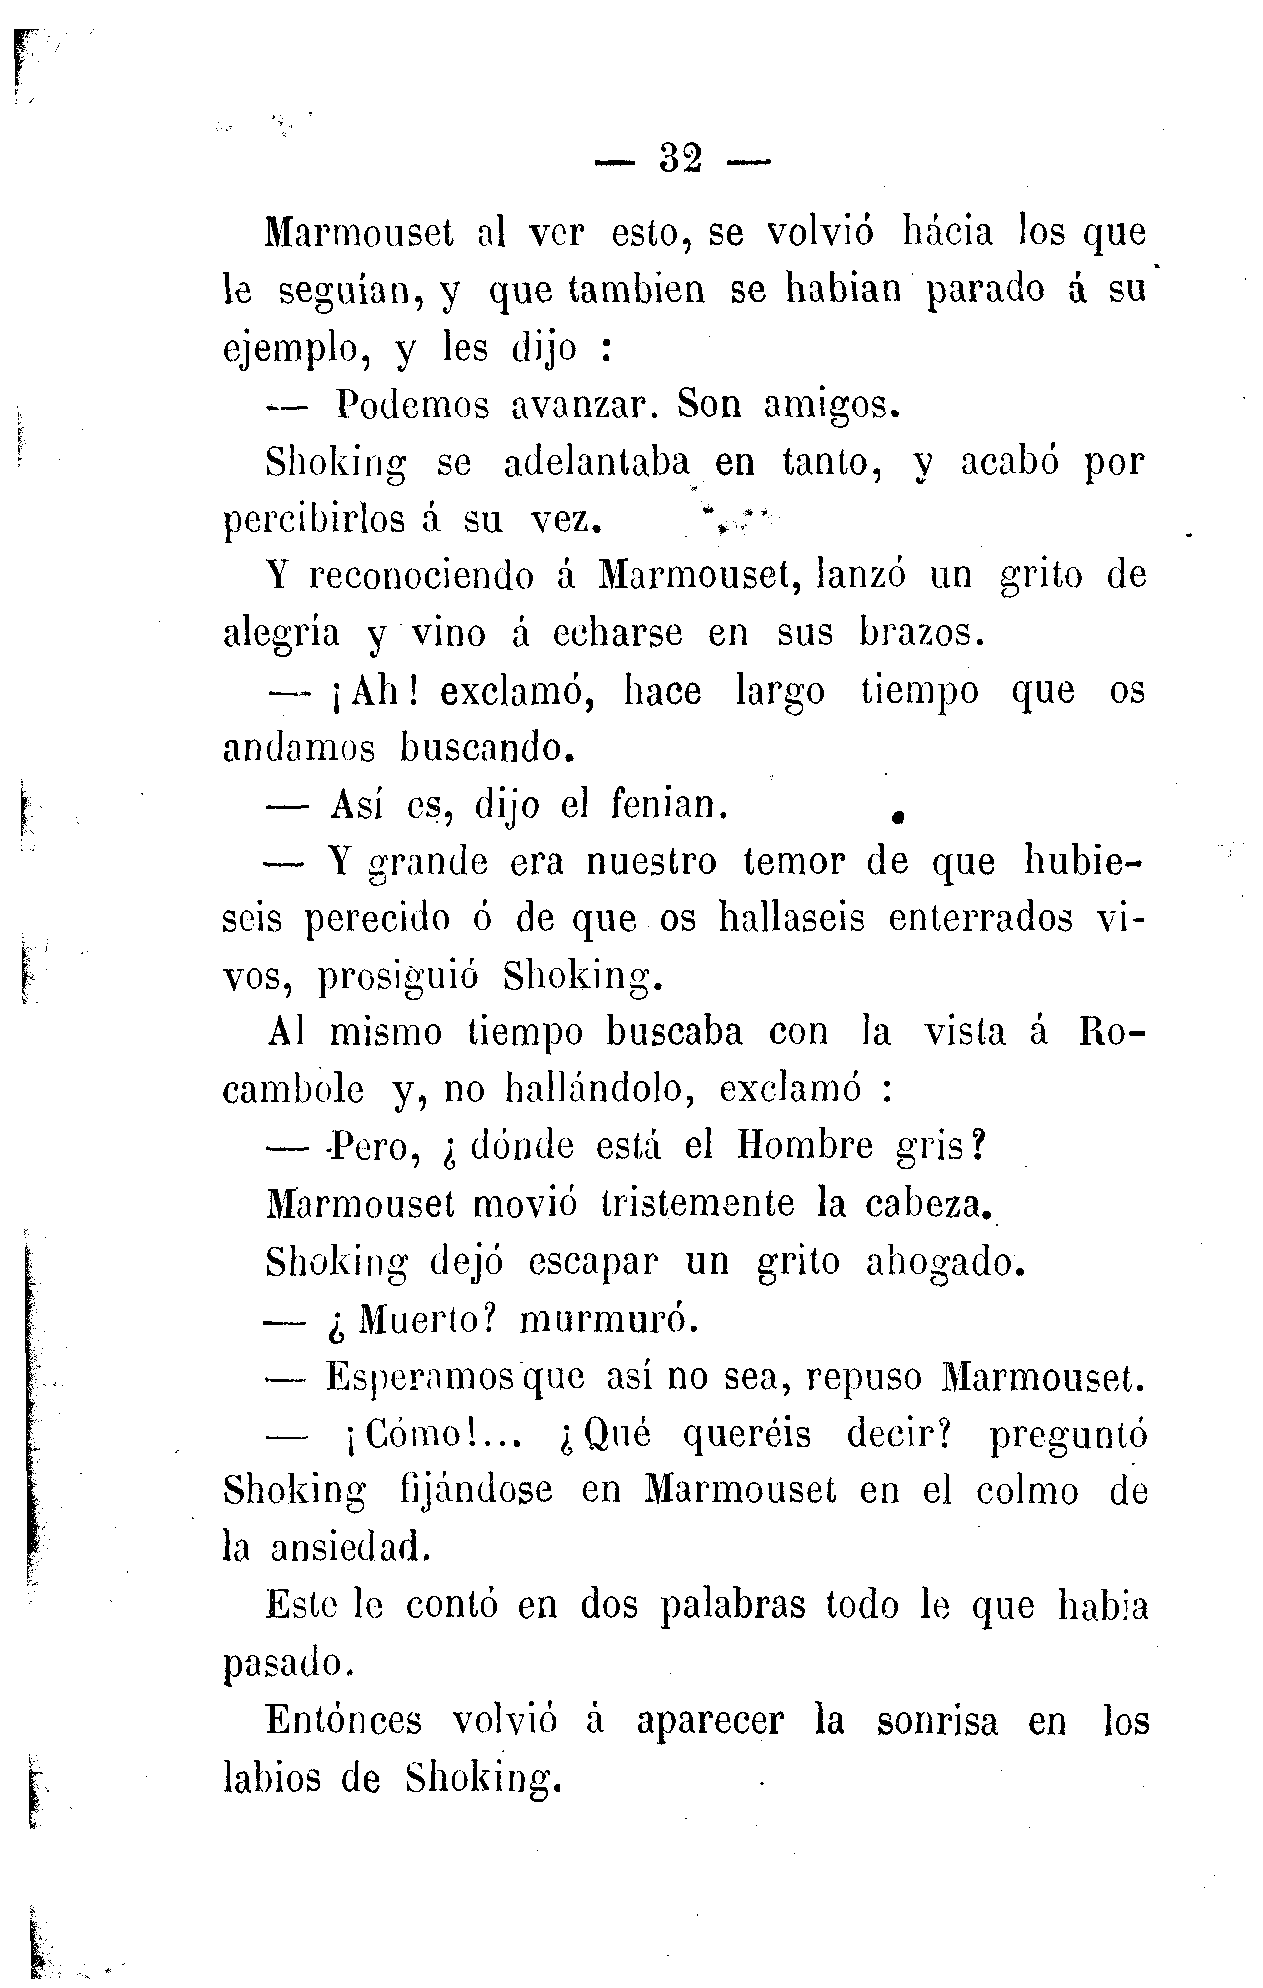 — 32 —
Marmouset al ver esto, se volvió hácia los que
le seguían, y que tambien se habian parado á su
ejemplo, y les dijo :
— Podemos avanzar. Son amigos.
Shoking se adelantaba en tanto, y acabó por
percibirlos á su vez.
Y reconociendo á Marmouset, lanzó un grito de
alegría y vino á echarse en sus brazos.
— ¡Ah! exclamó, hace largo tiempo que os
andamos buscando.
— Así es, dijo el fenian.
— Y grande era nuestro temor de que hubie-
seis perecido ó de que os hallaseis enterrados vi-
vos, prosiguió Shoking.
Al mismo tiempo buscaba con la vista á Ro-
cambole y, no hallándolo, exclamó :
— Pero, ¿ dónde está el Hombre gris?
Marmouset movió tristemente la cabeza.
Shoking dejó escapar un grito ahogado.
— ¿ Muerto? murmuró.
— Esperamos que así no sea, repuso Marmouset.
— ¡Cómo!... ¿Qué queréis decir? preguntó
Shoking fijándose en Marmouset en el colmo de
la ansiedad.
Este le contó en dos palabras todo le que habia
pasado.
Entónces volvió á aparecer la sonrisa en los
labios de Shoking.